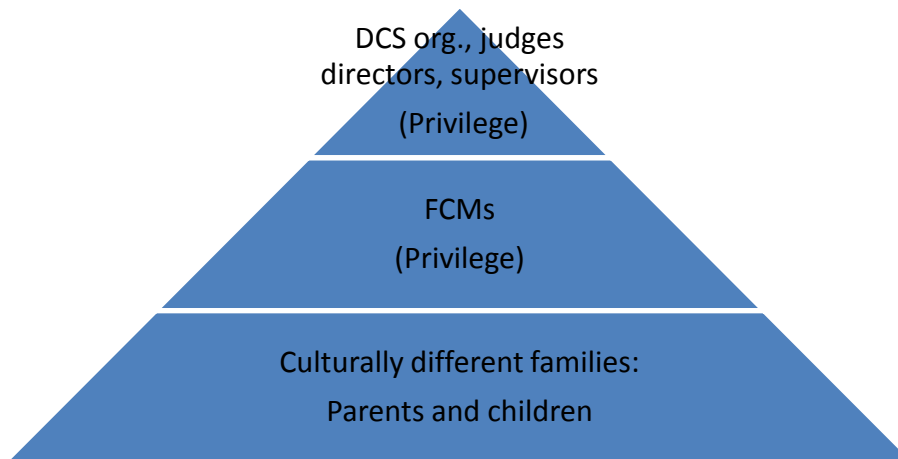 DCS org., judges
directors, supervisors
(Privilege)
FCMs
(Privilege)
Culturally different families:
Parents and children